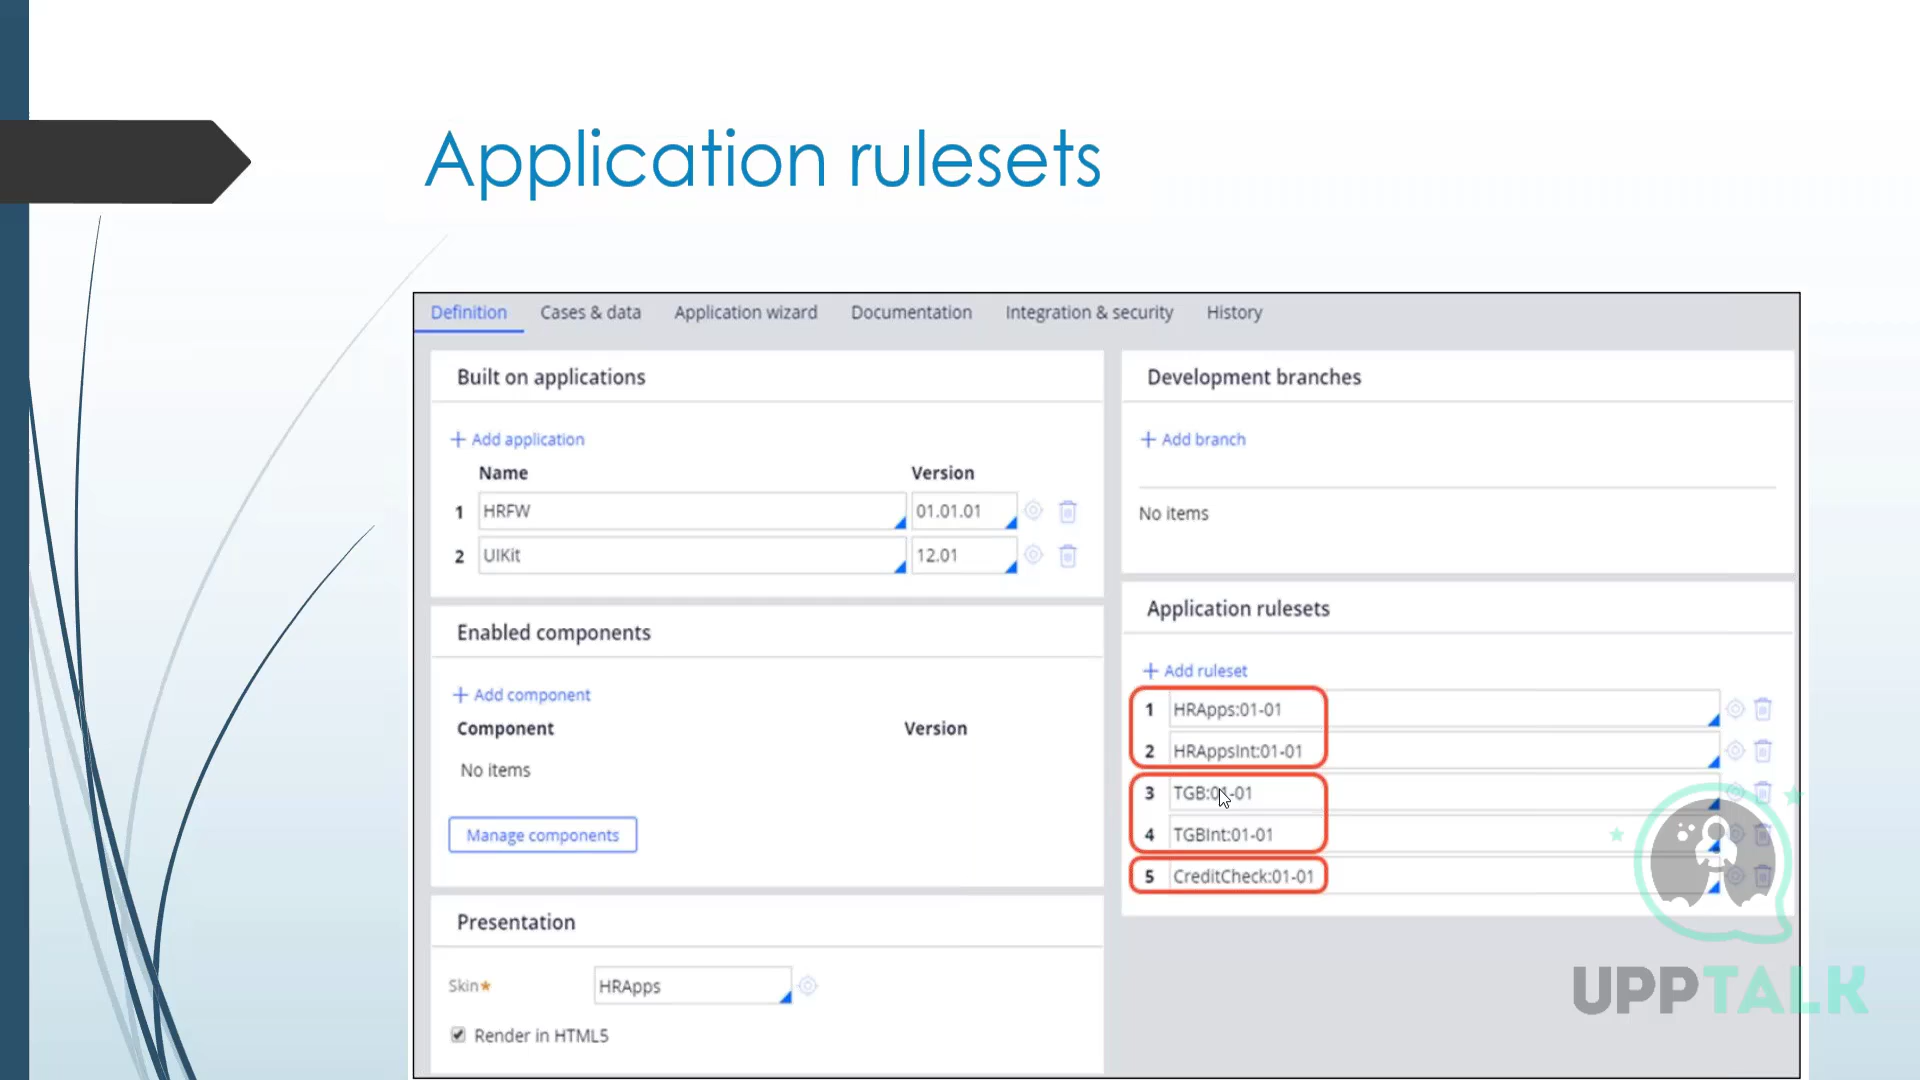 Application rulesets
Definition Cases & data Application wizard Documentation Integration & security History
Built on applications
Add application
Name Version
1 HRFW 01.01.01
2 UIKit 12.01
Enabled components
Add component
Component Version
No items
Manage components
Presentation
Skin* HRApps
Render in HTML5
Development branches
Add branch
No items
Application rulesets
Add ruleset
1 HRApps:01-01
2 HRAppsInt:01-01
3 TGB:01-01
4 TGBInt:01-01
5 CreditCheck:01-01
UPPTALK